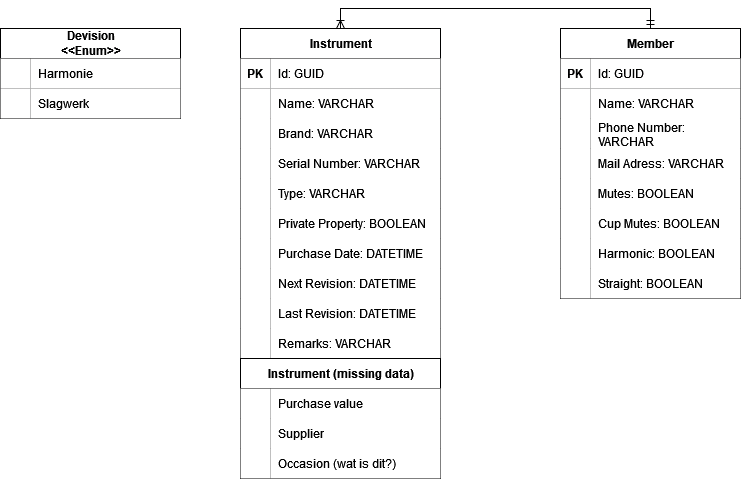 Devision
<<Enum>>
Harmonie
Slagwerk
Instrument
PK Id: GUID
Name: VARCHAR
Brand: VARCHAR
Serial Number: VARCHAR
Type: VARCHAR
Private Property: BOOLEAN
Purchase Date: DATETIME
Next Revision: DATETIME
Last Revision: DATETIME
Remarks: VARCHAR
Instrument (missing data)
Purchase value
Supplier
Occasion (wat is dit?)
Member
PK Id: GUID
Name: VARCHAR
Phone Number:
VARCHAR
Mail Adress: VARCHAR
Mutes: BOOLEAN
Cup Mutes: BOOLEAN
Harmonic: BOOLEAN
Straight: BOOLEAN